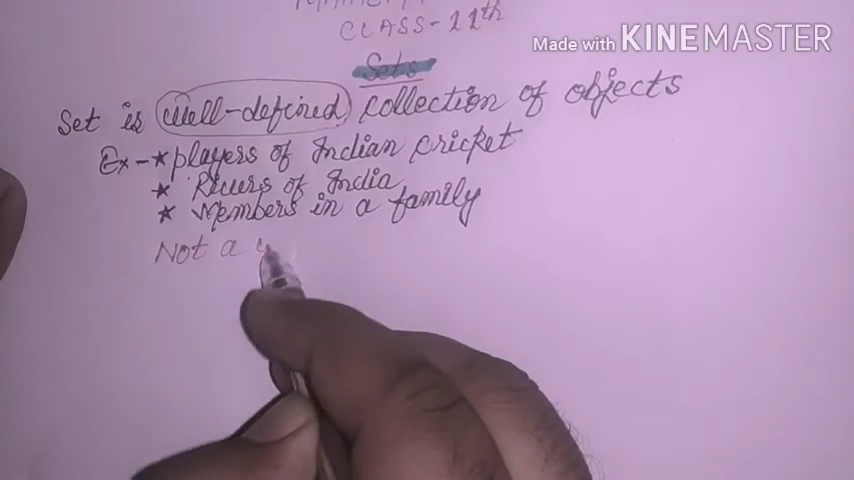 CLASS-11th
Made with KINEMASTER
Sets
Set is well-defined collection of objects
Ex-* players of Indian cricket
* Rivers of India
* Members in a family
Not a